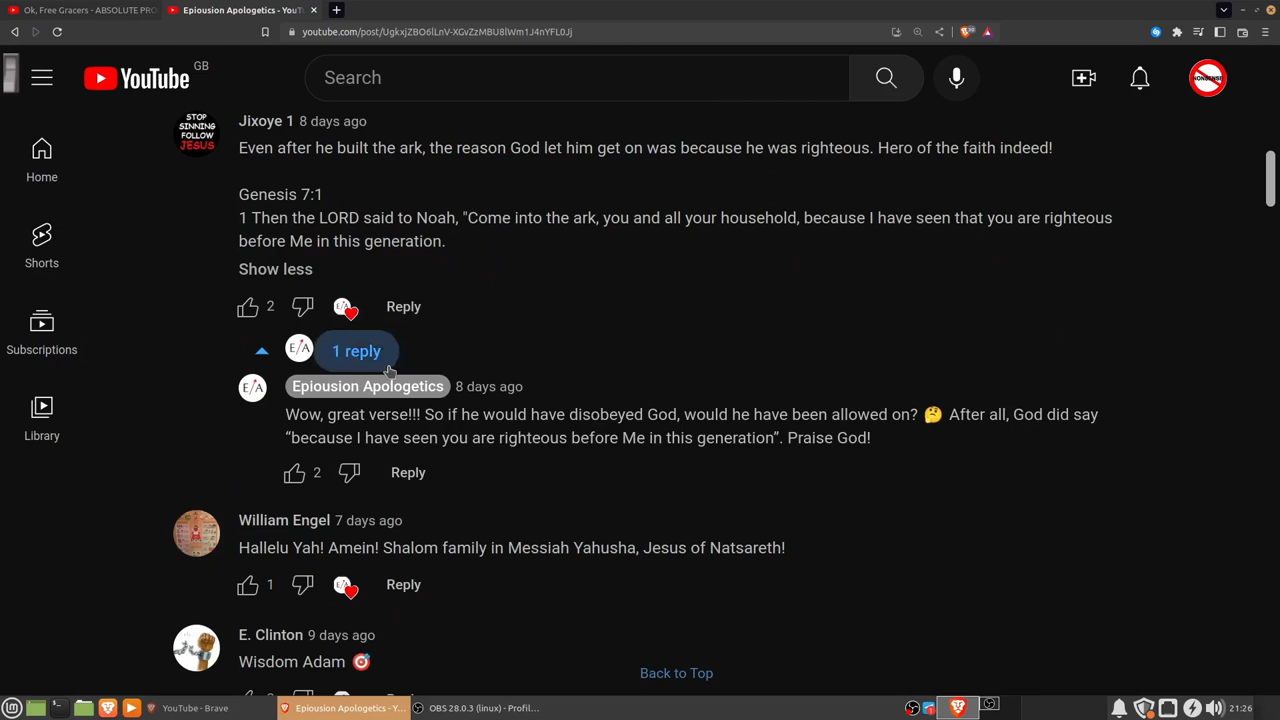 Ok, Free Gracers - ABSOLUTE PRO
Epiousion Apologetics - YouT
youtube.com/post/UgkxjZBO6lLnV-XGvZzMBU8lWm1J4nYFL0Jj
YouTube GB
Search
NONSENSE
Home
Shorts
Subscriptions
Library
STOP SINNING FOLLOW JESUS
Jixoye 1 8 days ago
Even after he built the ark, the reason God let him get on was because he was righteous. Hero of the faith indeed!
Genesis 7:1
1 Then the LORD said to Noah, "Come into the ark, you and all your household, because I have seen that you are righteous
before Me in this generation.
Show less
2 Reply
E/A 1 reply
E/A Epiousion Apologetics 8 days ago
Wow, great verse!!! So if he would have disobeyed God, would he have been allowed on? 🤔 After all, God did say
“because I have seen you are righteous before Me in this generation”. Praise God!
2 Reply
William Engel 7 days ago
Hallelu Yah! Amein! Shalom family in Messiah Yahusha, Jesus of Natsareth!
1 Reply
E. Clinton 9 days ago
Wisdom Adam 🎯
Back to Top
YouTube - Brave
Epiousion Apologetics - Y...
OBS 28.0.3 (linux) - Profil...
21:26